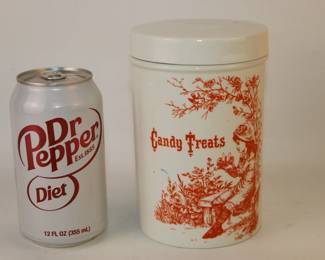 Dr
Pepper
Est. 1885
Diet
12 FL OZ (355 mL)
Candy Treats